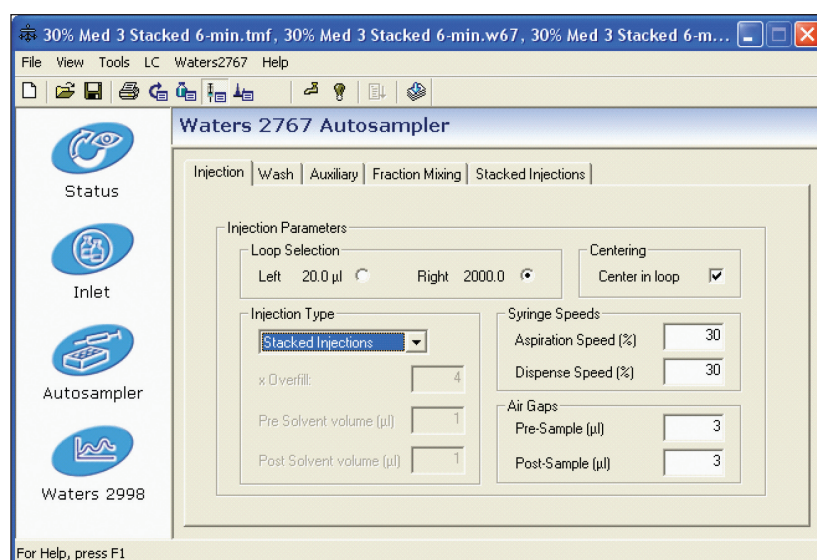 30% Med 3 Stacked 6-min.tmf, 30% Med 3 Stacked 6-min.w67, 30% Med 3 Stacked 6-m...
File View Tools LC Waters2767 Help
Waters 2767 Autosampler
Status
Inlet
Autosampler
Waters 2998
Injection Wash Auxiliary Fraction Mixing Stacked Injections
Injection Parameters
Loop Selection
Left 20.0 µl Right 2000.0
Centering
Center in loop
Injection Type
Stacked Injections
x Overfill: 4
Pre Solvent volume (µl) 1
Post Solvent volume (µl) 1
Syringe Speeds
Aspiration Speed (%) 30
Dispense Speed (%) 30
Air Gaps
Pre-Sample (µl) 3
Post-Sample (µl) 3
For Help, press F1